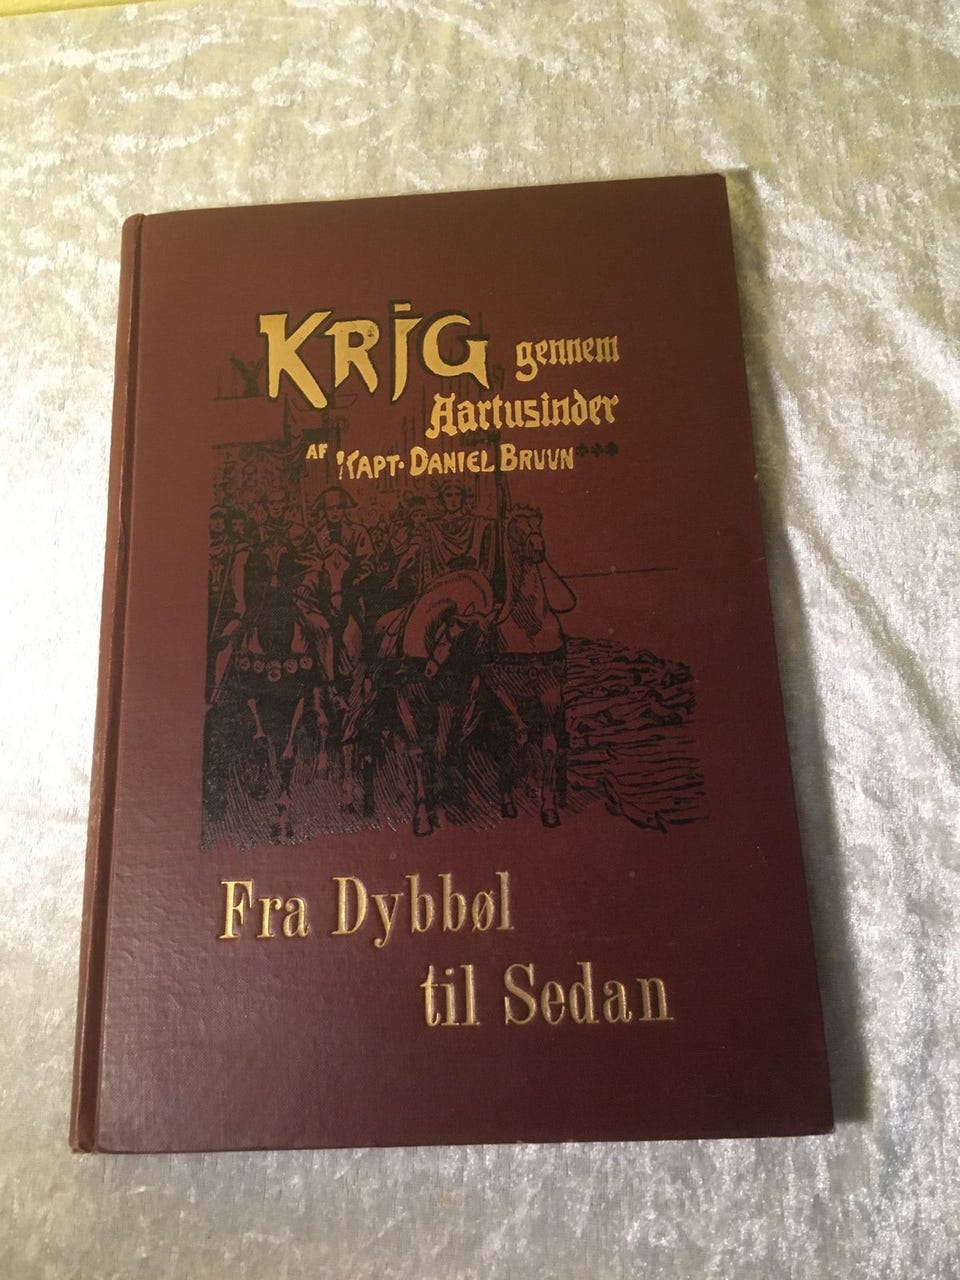 KRIG gennem
Aartusinder
AF KAPT. DANIEL BRUUN
Fra Dybbøl
til Sedan